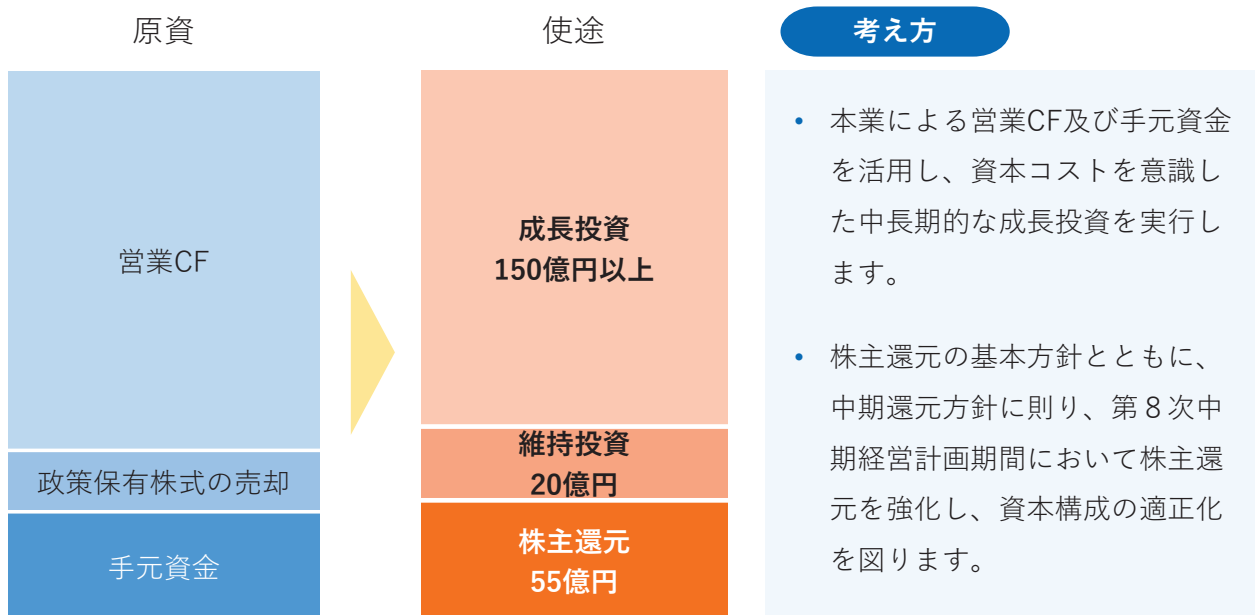 原資
使途
考え方
営業CF
政策保有株式の売却
手元資金
成長投資
150億円以上
維持投資
20億円
株主還元
55億円
• 本業による営業CF及び手元資金
を活用し、資本コストを意識し
た中長期的な成長投資を実行し
ます。
• 株主還元の基本方針とともに、
中期還元方針に則り、第８次中
期経営計画期間において株主還
元を強化し、資本構成の適正化
を図ります。